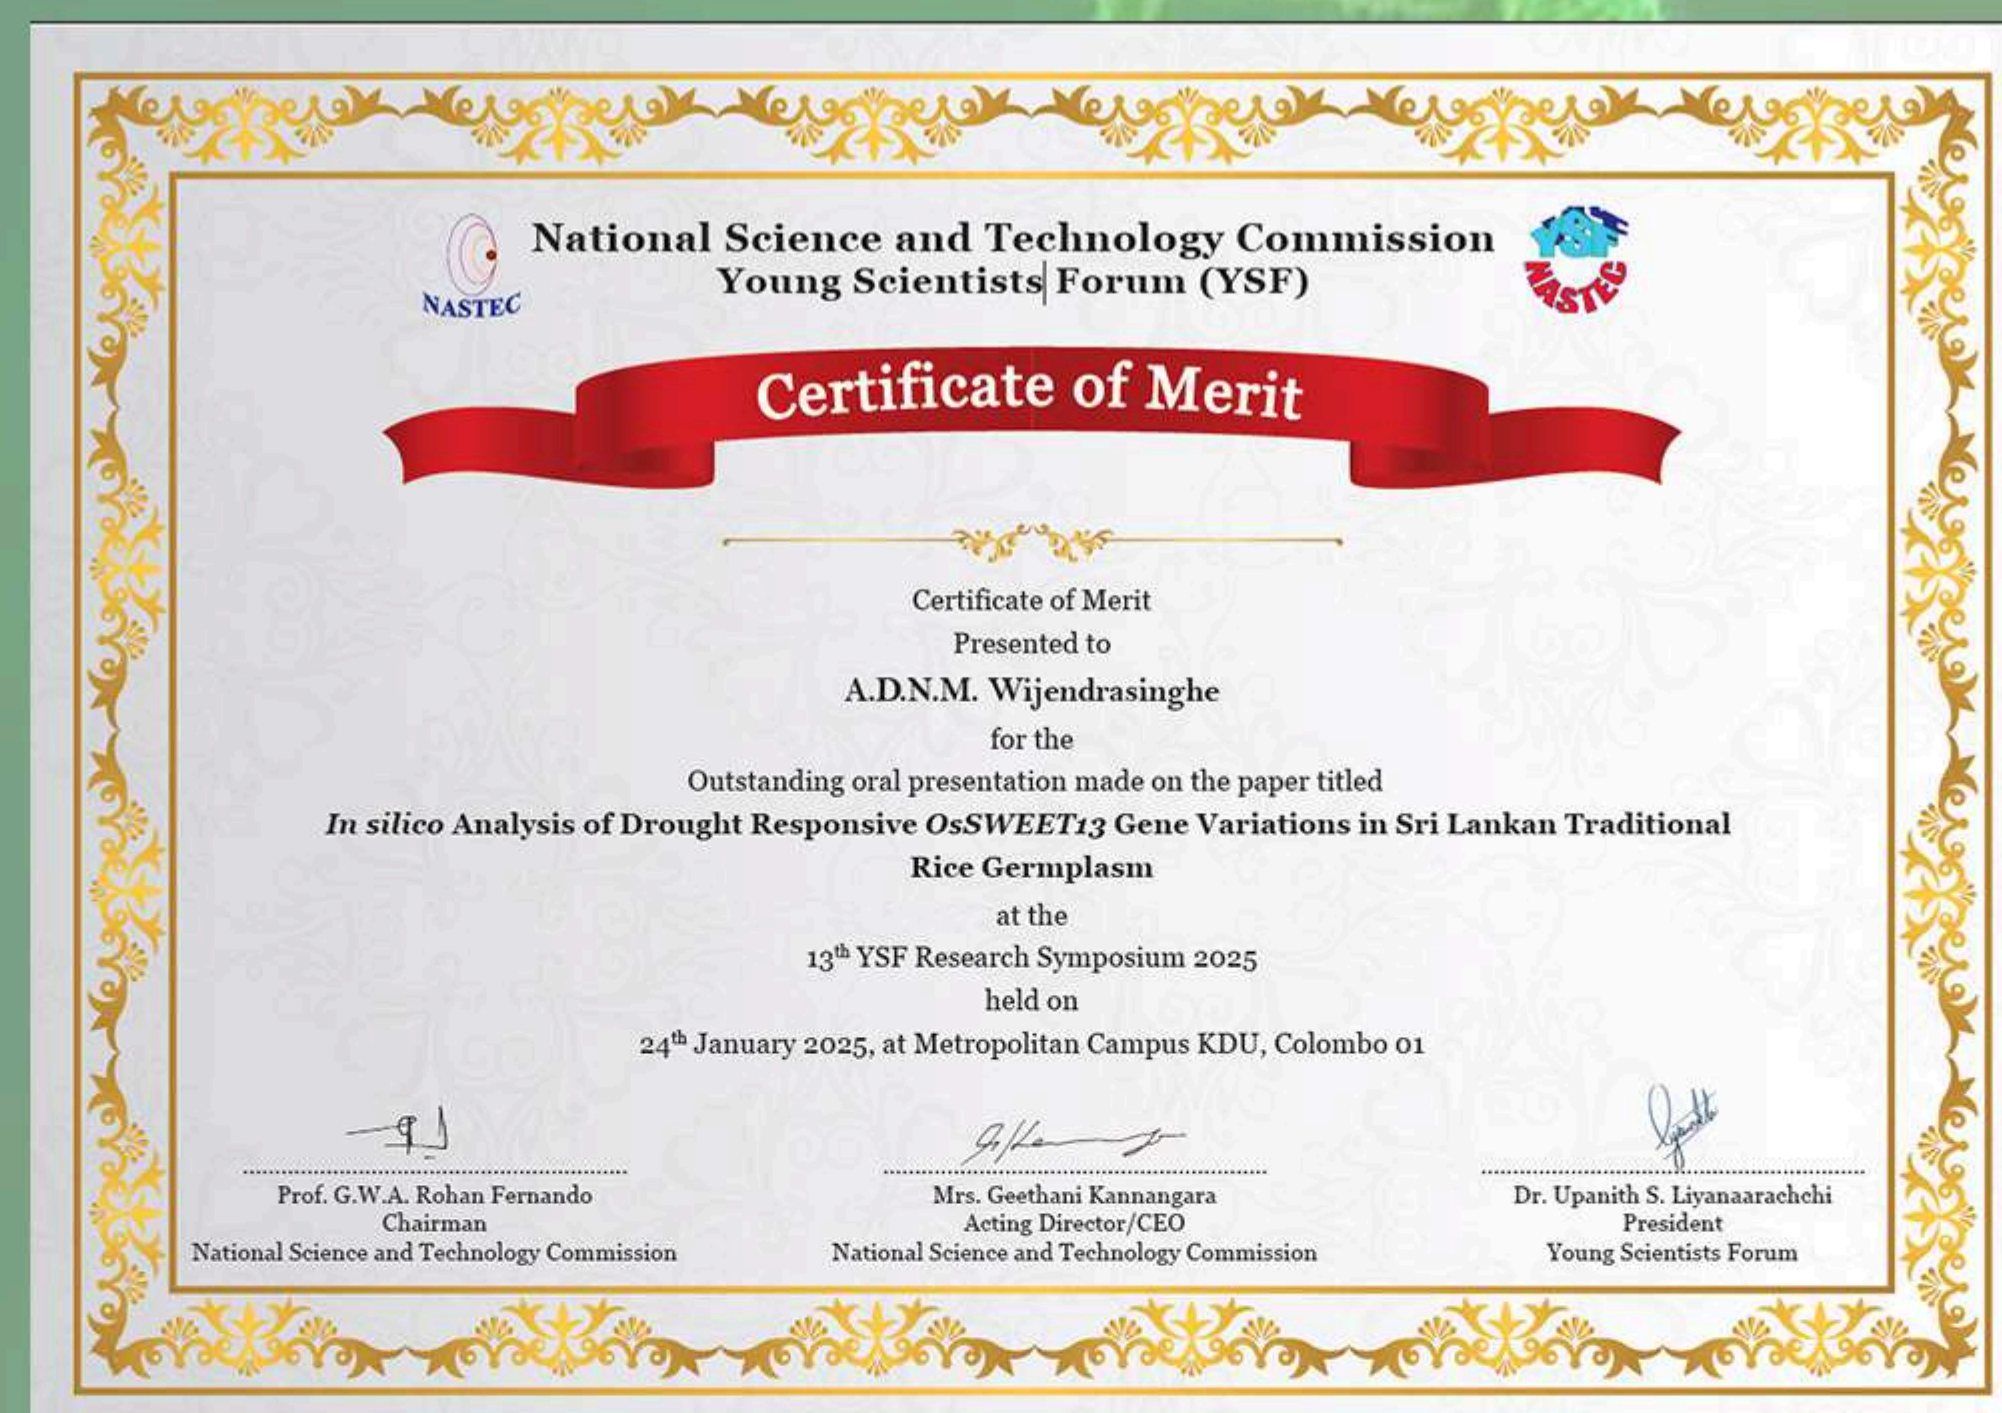 National Science and Technology Commission
Young Scientists Forum (YSF)
NASTEC
YSF
NASTEC
Certificate of Merit
Certificate of Merit
Presented to
A.D.N.M. Wijendrasinghe
for the
Outstanding oral presentation made on the paper titled
In silico Analysis of Drought Responsive OsSWEET13 Gene Variations in Sri Lankan Traditional
Rice Germplasm
at the
13th YSF Research Symposium 2025
held on
24th January 2025, at Metropolitan Campus KDU, Colombo 01
Prof. G.W.A. Rohan Fernando
Chairman
National Science and Technology Commission
Mrs. Geethani Kannangara
Acting Director/CEO
National Science and Technology Commission
Dr. Upanith S. Liyanaarachchi
President
Young Scientists Forum